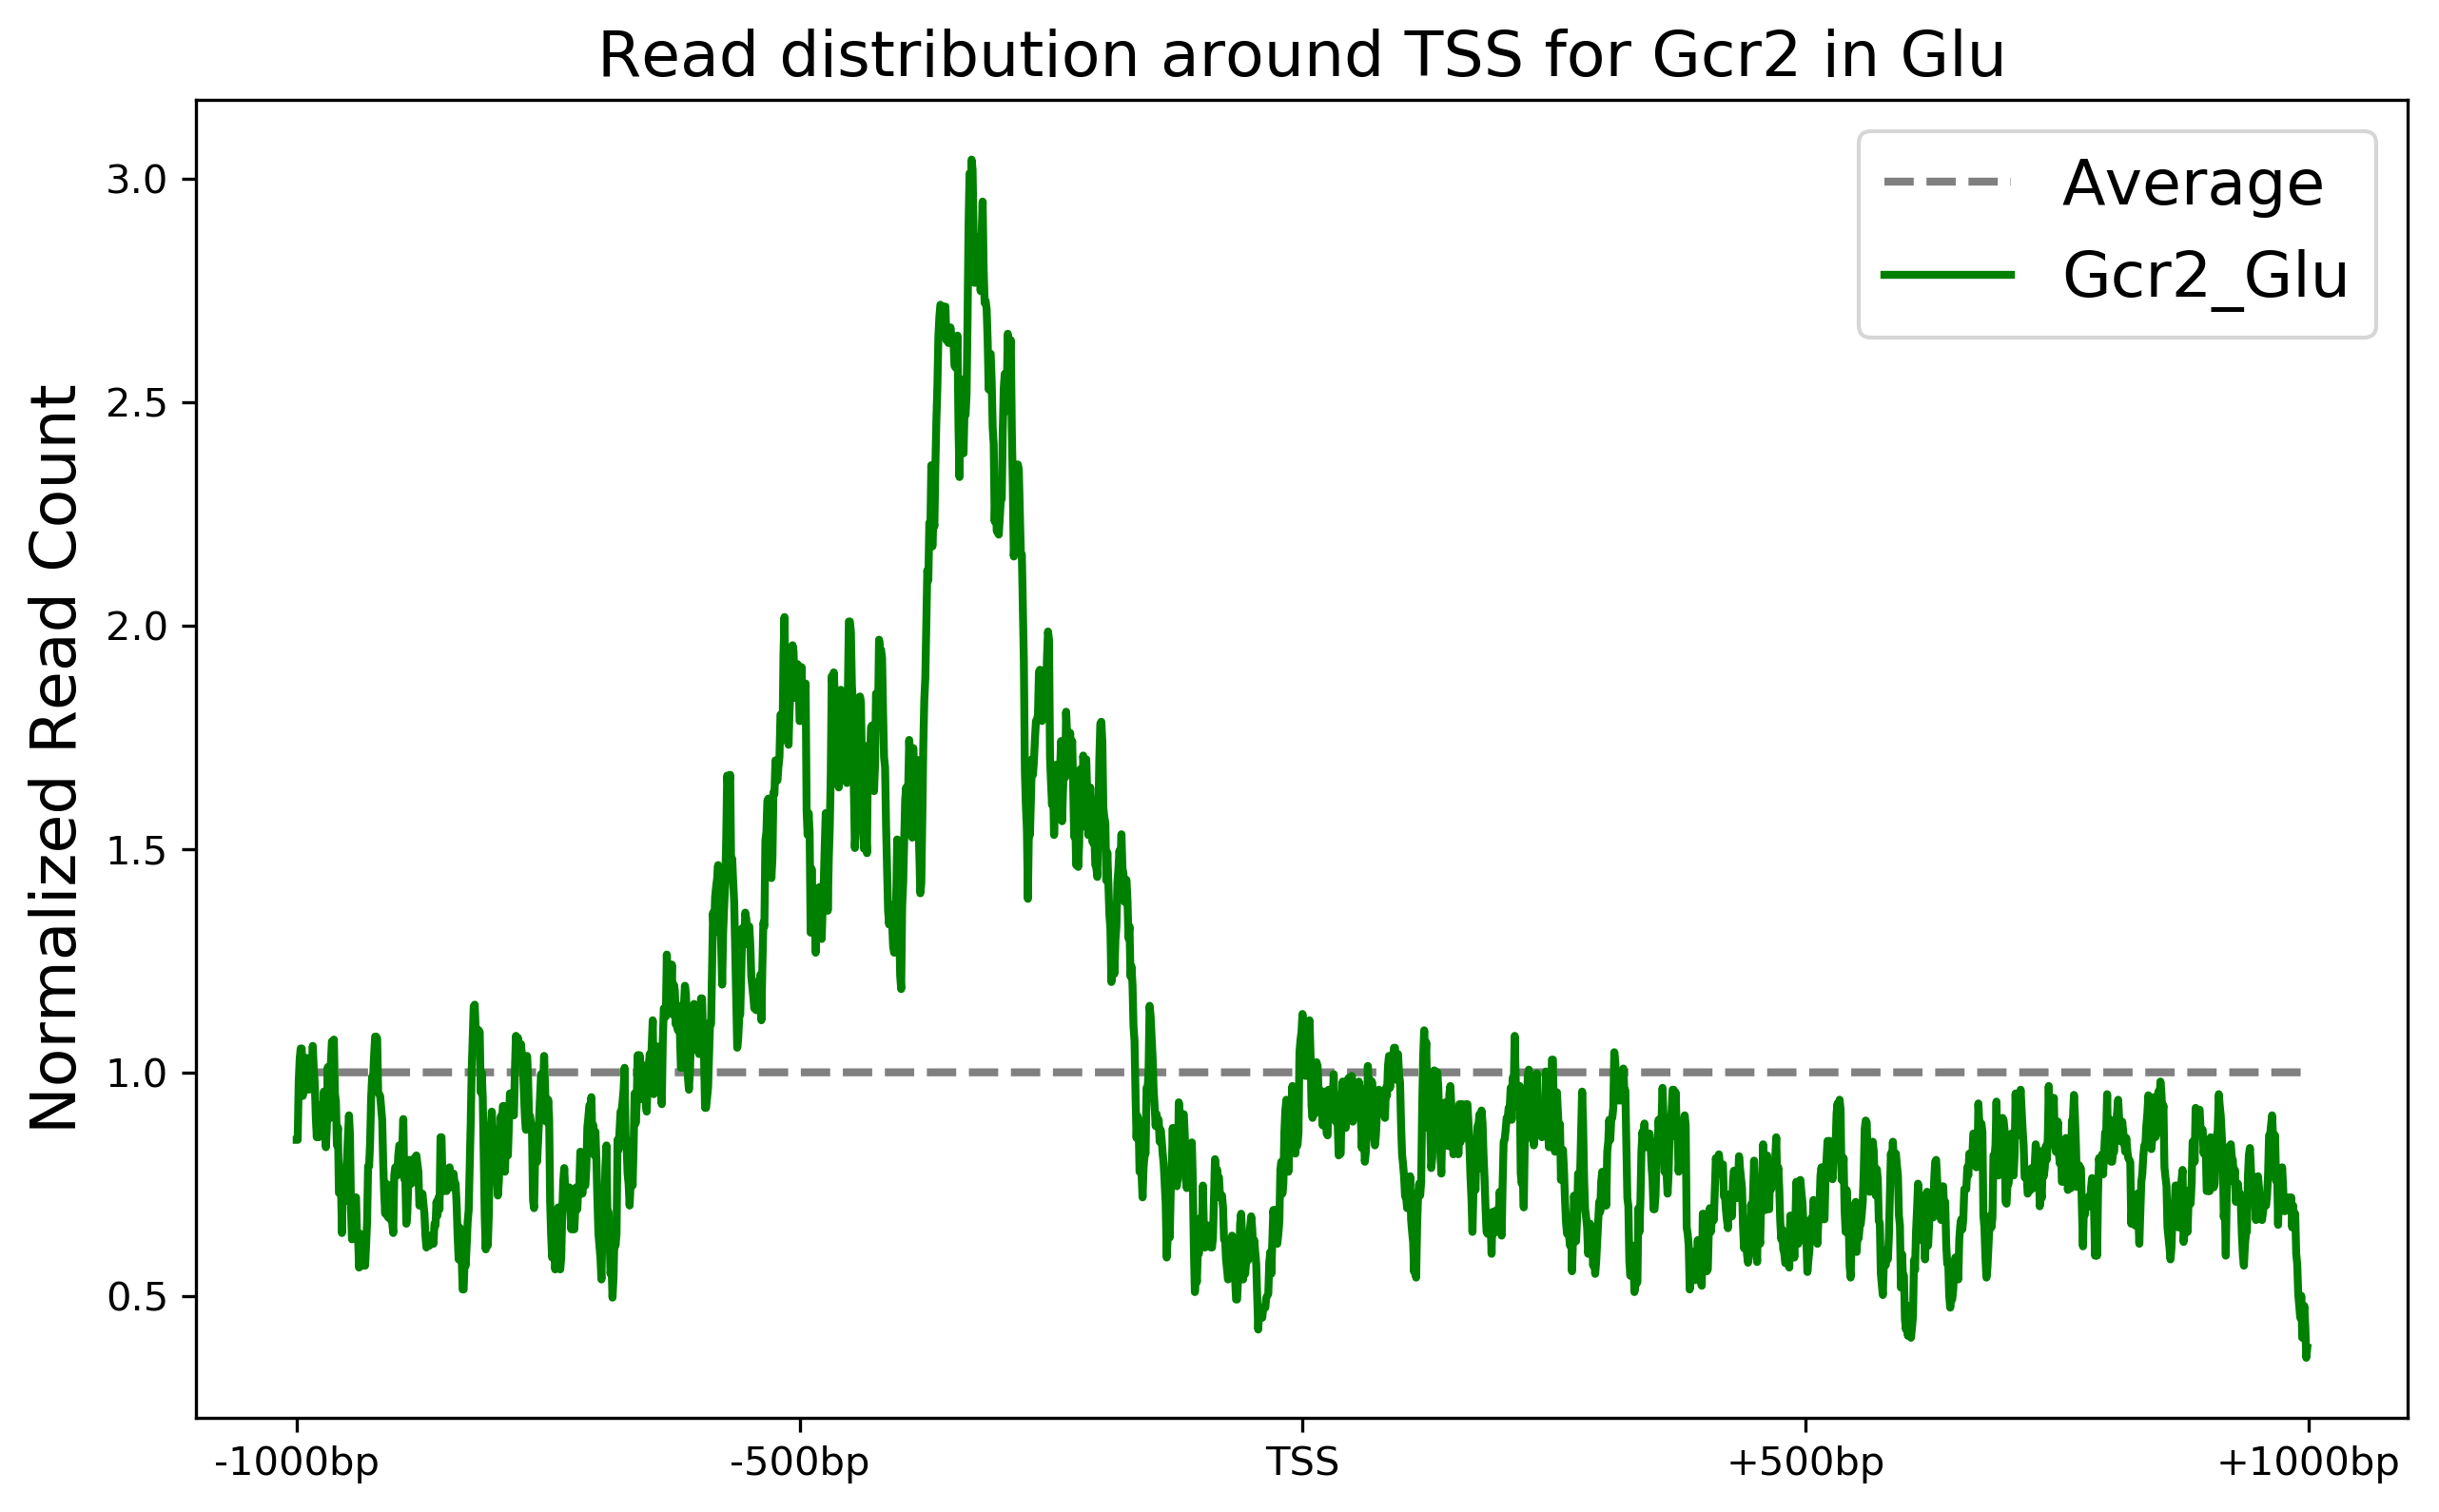 Read distribution around TSS for Gcr2 in Glu
Average
Gcr2_Glu
Normalized Read Count
3.0
2.5
2.0
1.5
1.0
0.5
-1000bp
-500bp
TSS
+500bp
+1000bp